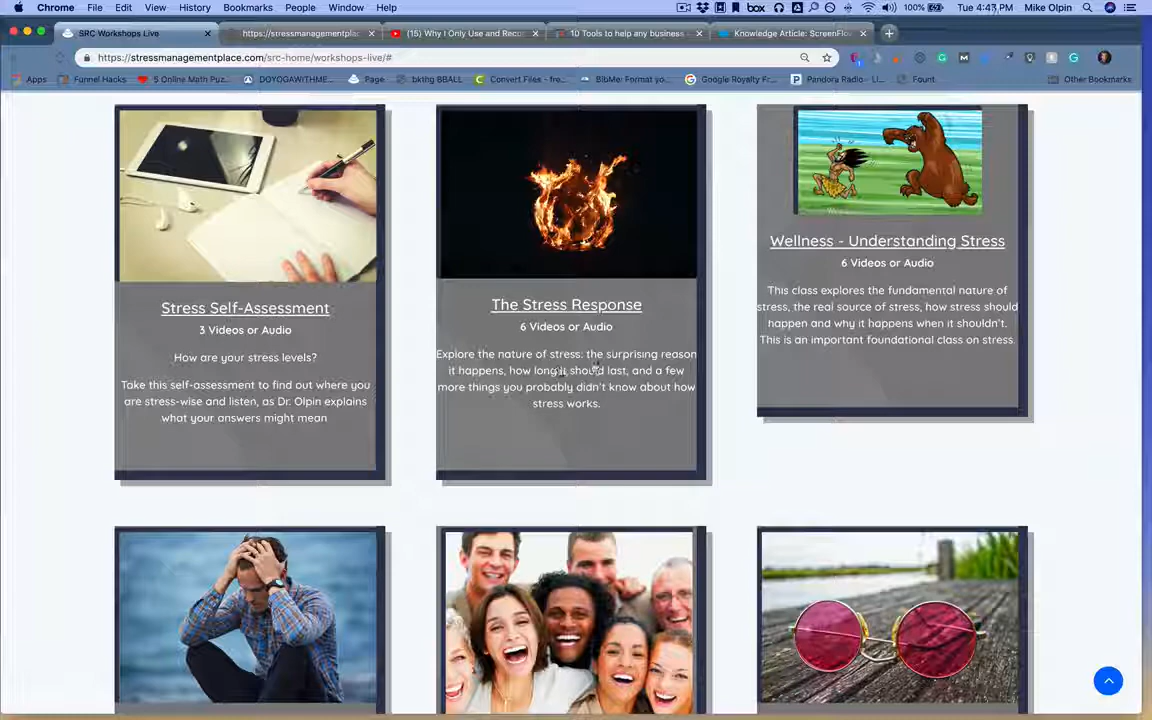 Chrome File Edit View History Bookmarks People Window Help
box 100% Tue 4:43 PM Mike Olpin
SRC Workshops Live
https://stressmanagementplace.c
(15) Why I Only Use and Rec
10 Tools to help any business
Knowledge Article: ScreenFlow
https://stressmanagementplace.com/src-home/workshops-live/#
Apps Funnel Hacks 5 Online Math Puz... DOYOGAWITHME... Page bktng BBALL Convert Files - fre... BibMe: Format yo... Google Royalty Fr... Pandora Radio - Li... Fount Other Bookmarks
Stress Self-Assessment
3 Videos or Audio
How are your stress levels?
Take this self-assessment to find out where you
are stress-wise and listen, as Dr. Olpin explains
what your answers might mean
The Stress Response
6 Videos or Audio
Explore the nature of stress: the surprising reason
it happens, how long it should last, and a few
more things you probably didn't know about how
stress works.
Wellness - Understanding Stress
6 Videos or Audio
This class explores the fundamental nature of
stress, the real source of stress, how stress should
happen and why it happens when it shouldn't.
This is an important foundational class on stress.